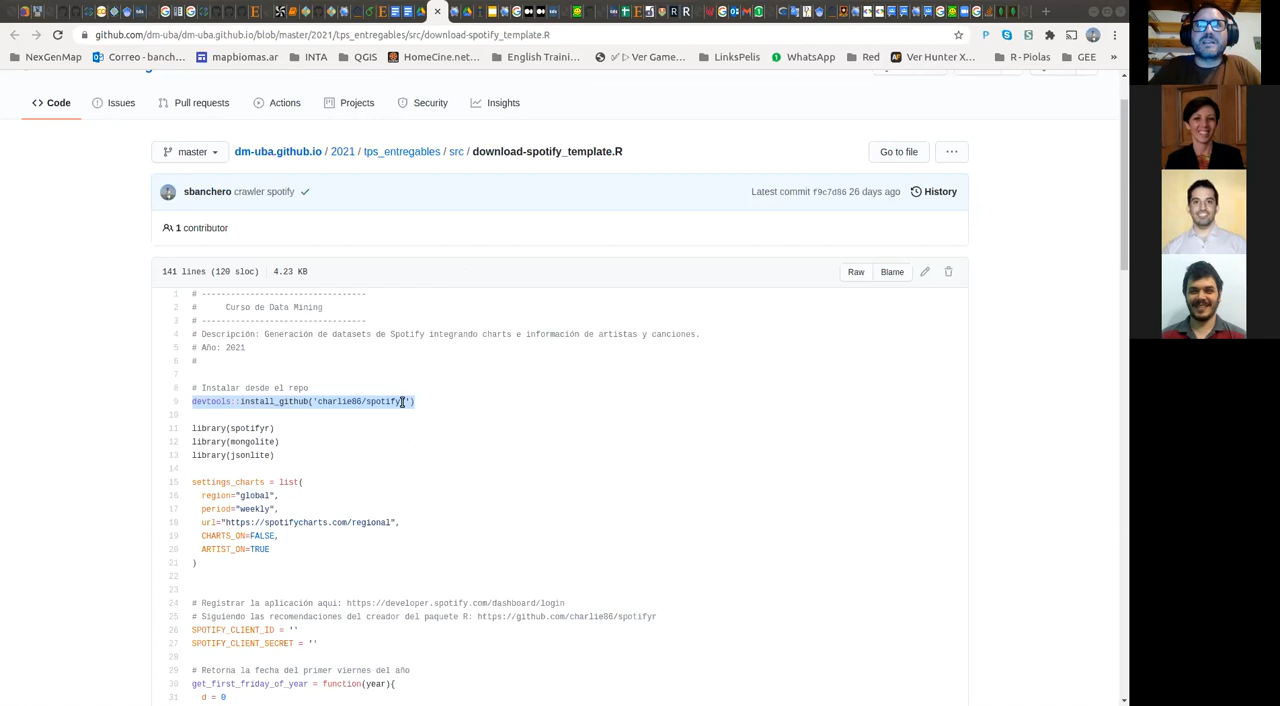 github.com/dm-uba/dm-uba.github.io/blob/master/2021/tps_entregables/src/download-spotify_template.R
NexGenMap
Correo - banch...
mapbiomas.ar
INTA
QGIS
HomeCine.net...
English Traini...
Ver Game...
LinksPelis
WhatsApp
Red
Ver Hunter X...
R - Piolas
GEE
»
<> Code
Issues
Pull requests
Actions
Projects
Security
Insights
master
dm-uba.github.io / 2021 / tps_entregables / src / download-spotify_template.R
Go to file
...
sbanchero crawler spotify
Latest commit f9c7d86 26 days ago
History
1 contributor
141 lines (120 sloc) 4.23 KB
Raw
Blame
1 # ----------------------------------
2 # Curso de Data Mining
3 # ----------------------------------
4 # Descripción: Generación de datasets de Spotify integrando charts e información de artistas y canciones.
5 # Año: 2021
6 #
7
8 # Instalar desde el repo
9 devtools::install_github('charlie86/spotifyr')
10
11 library(spotifyr)
12 library(mongolite)
13 library(jsonlite)
14
15 settings_charts = list(
16 region="global",
17 period="weekly",
18 url="https://spotifycharts.com/regional",
19 CHARTS_ON=FALSE,
20 ARTIST_ON=TRUE
21 )
22
23
24 # Registrar la aplicación aqui: https://developer.spotify.com/dashboard/login
25 # Siguiendo las recomendaciones del creador del paquete R: https://github.com/charlie86/spotifyr
26 SPOTIFY_CLIENT_ID = ''
27 SPOTIFY_CLIENT_SECRET = ''
28
29 # Retorna la fecha del primer viernes del año
30 get_first_friday_of_year = function(year){
31 d = 0